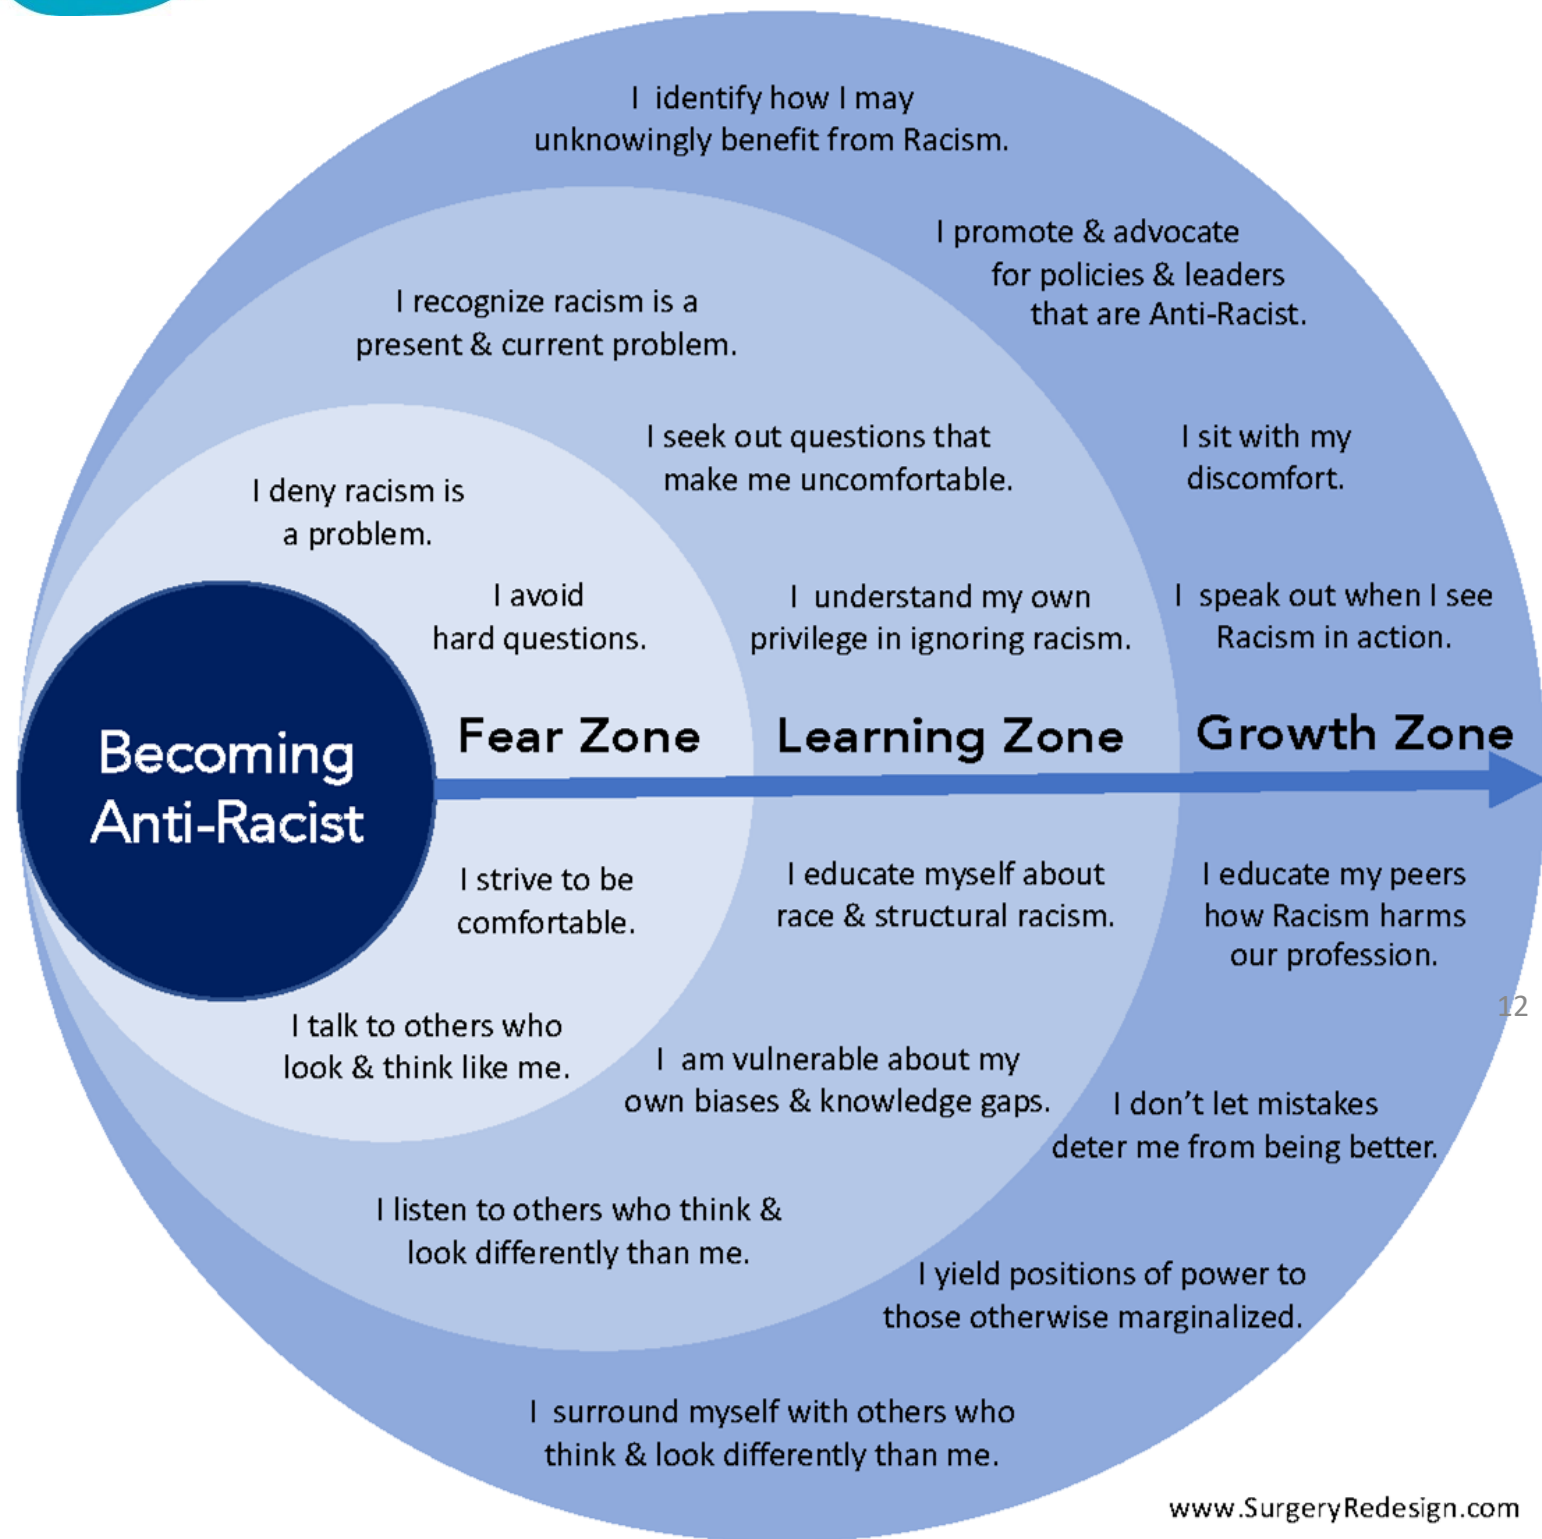 I identify how I may
unknowingly benefit from Racism.
I promote & advocate
for policies & leaders
that are Anti-Racist.
I recognize racism is a
present & current problem.
I seek out questions that
make me uncomfortable.
I sit with my
discomfort.
I deny racism is
a problem.
I avoid
hard questions.
I understand my own
privilege in ignoring racism.
I speak out when I see
Racism in action.
Becoming
Anti-Racist
Fear Zone
Learning Zone
Growth Zone
I strive to be
comfortable.
I educate myself about
race & structural racism.
I educate my peers
how Racism harms
our profession.
12
I talk to others who
look & think like me.
I am vulnerable about my
own biases & knowledge gaps.
I don’t let mistakes
deter me from being better.
I listen to others who think &
look differently than me.
I yield positions of power to
those otherwise marginalized.
I surround myself with others who
think & look differently than me.
www.SurgeryRedesign.com